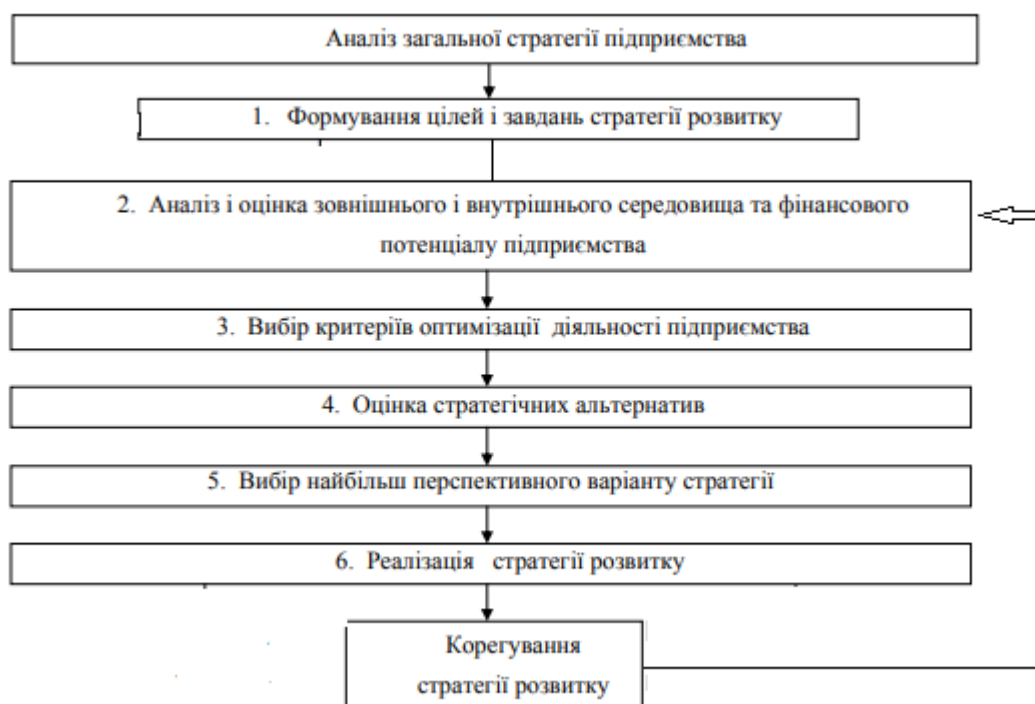 Аналіз загальної стратегії підприємства
1. Формування цілей і завдань стратегії розвитку
2. Аналіз і оцінка зовнішнього і внутрішнього середовища та фінансового
потенціалу підприємства
3. Вибір критеріїв оптимізації діяльності підприємства
4. Оцінка стратегічних альтернатив
5. Вибір найбільш перспективного варіанту стратегії
6. Реалізація стратегії розвитку
Корегування
стратегії розвитку